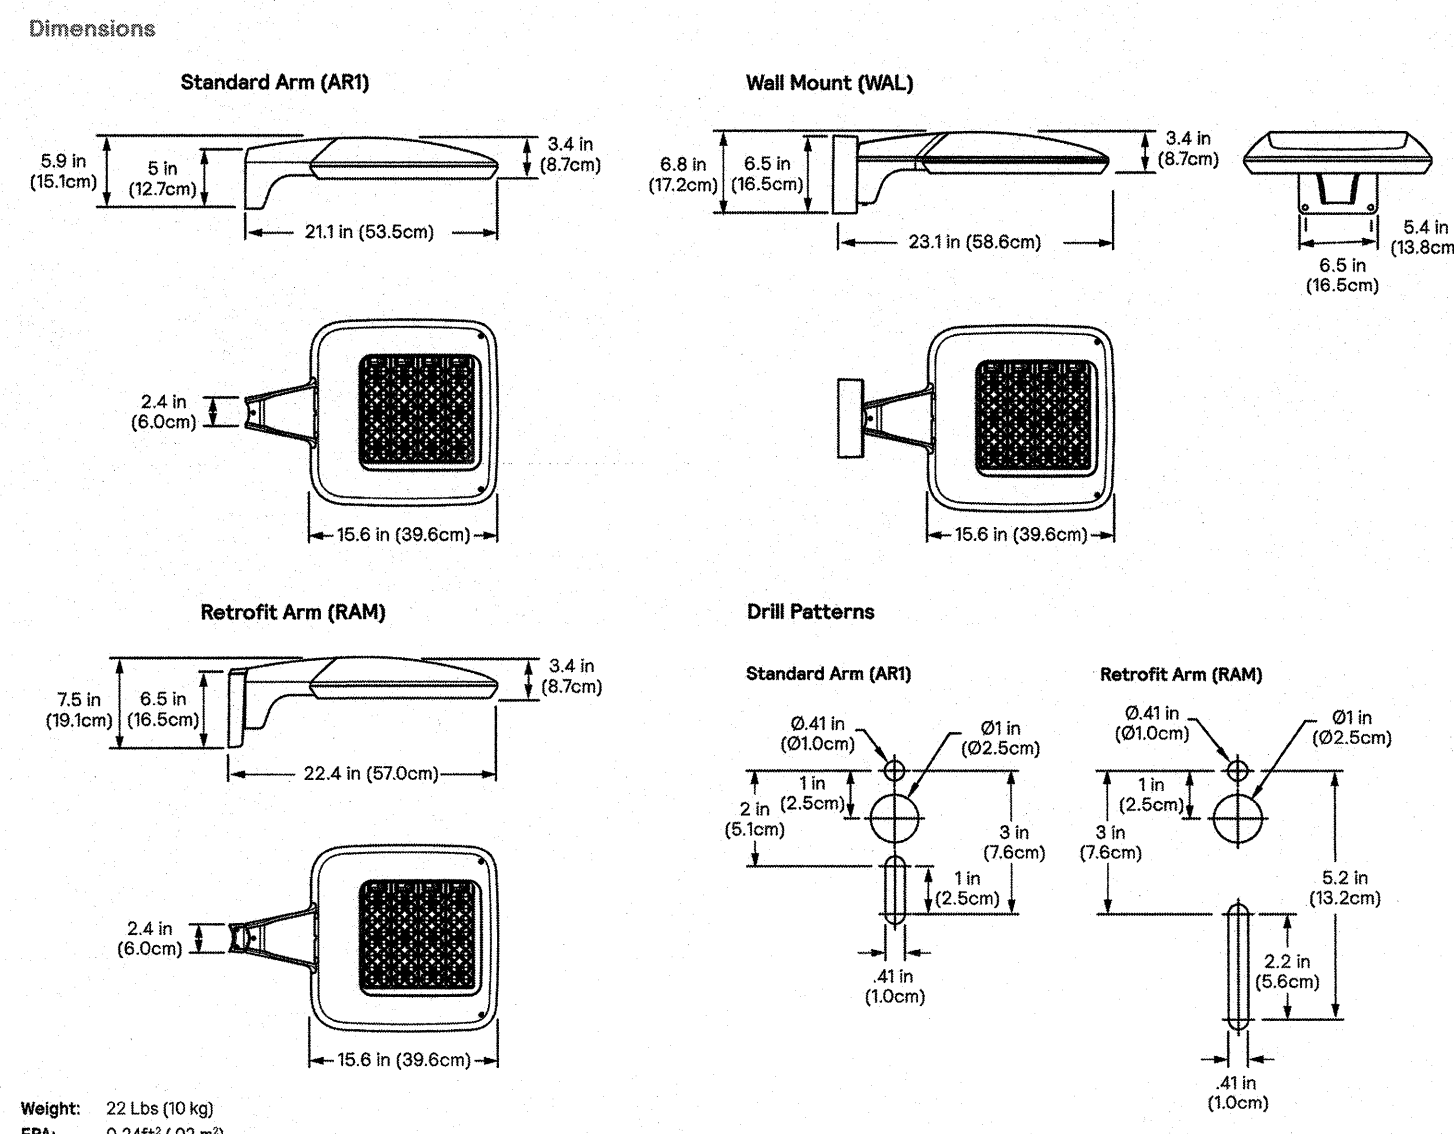 Dimensions
Standard Arm (AR1)
5.9 in
(15.1cm)
5 in
(12.7cm)
3.4 in
(8.7cm)
21.1 in (53.5cm)
2.4 in
(6.0cm)
15.6 in (39.6cm)
Wall Mount (WAL)
6.8 in
(17.2cm)
6.5 in
(16.5cm)
3.4 in
(8.7cm)
23.1 in (58.6cm)
5.4 in
(13.8cm
6.5 in
(16.5cm)
15.6 in (39.6cm)
Retrofit Arm (RAM)
7.5 in
(19.1cm)
6.5 in
(16.5cm)
3.4 in
(8.7cm)
22.4 in (57.0cm)
2.4 in
(6.0cm)
15.6 in (39.6cm)
Drill Patterns
Standard Arm (AR1)
Ø.41 in
(Ø1.0cm)
Ø1 in
(Ø2.5cm)
1 in
(2.5cm)
2 in
(5.1cm)
3 in
(7.6cm)
1 in
(2.5cm)
.41 in
(1.0cm)
Retrofit Arm (RAM)
Ø.41 in
(Ø1.0cm)
Ø1 in
(Ø2.5cm)
1 in
(2.5cm)
3 in
(7.6cm)
5.2 in
(13.2cm)
2.2 in
(5.6cm)
.41 in
(1.0cm)
Weight: 22 Lbs (10 kg)